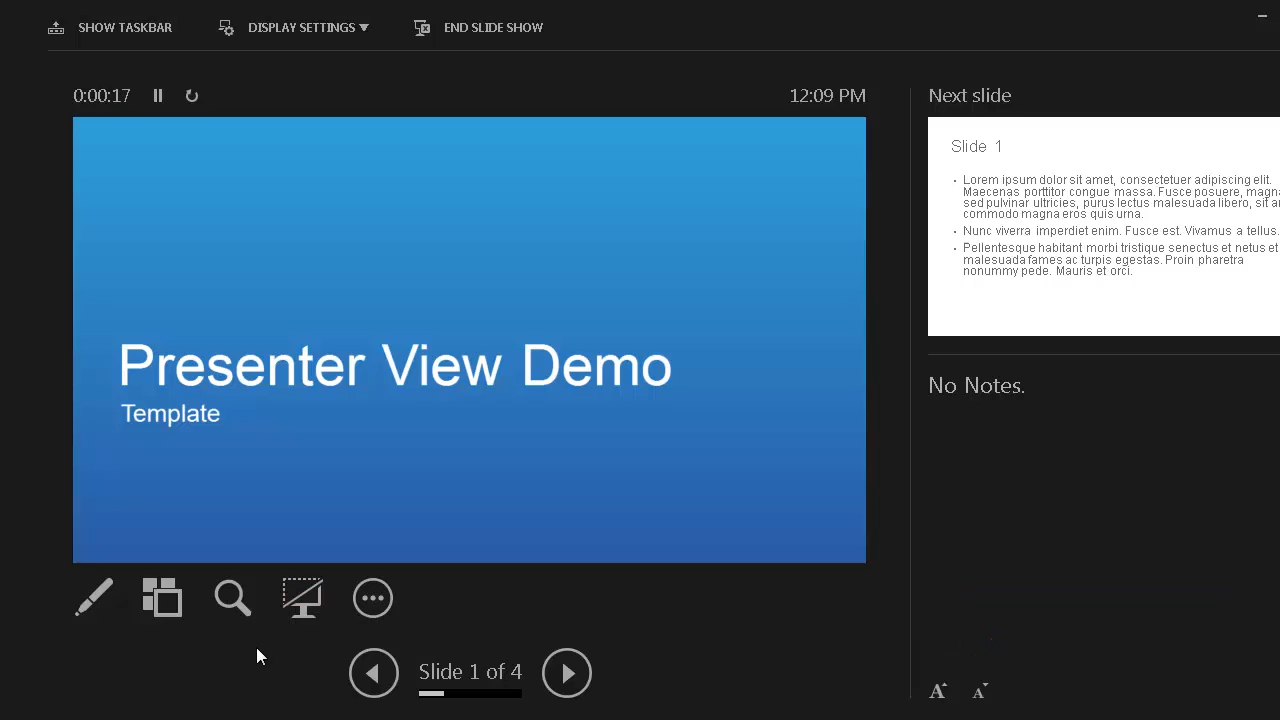 SHOW TASKBAR
DISPLAY SETTINGS
END SLIDE SHOW
0:00:17
12:09 PM
Next slide
Presenter View Demo
Template
Slide 1
Lorem ipsum dolor sit amet, consectetuer adipiscing elit.
Maecenas porttitor congue massa. Fusce posuere,
sed pulvinar ultricies, purus lectus malesuada libero, sit
commodo magna eros quis urna.
Nunc viverra imperdiet enim. Fusce est. Vivamus a tellus.
Pellentesque habitant morbi tristique senectus et netus et
malesuada fames ac turpis egestas. Proin pharetra
nonummy pede. Mauris et orci.
No Notes.
Slide 1 of 4
A A